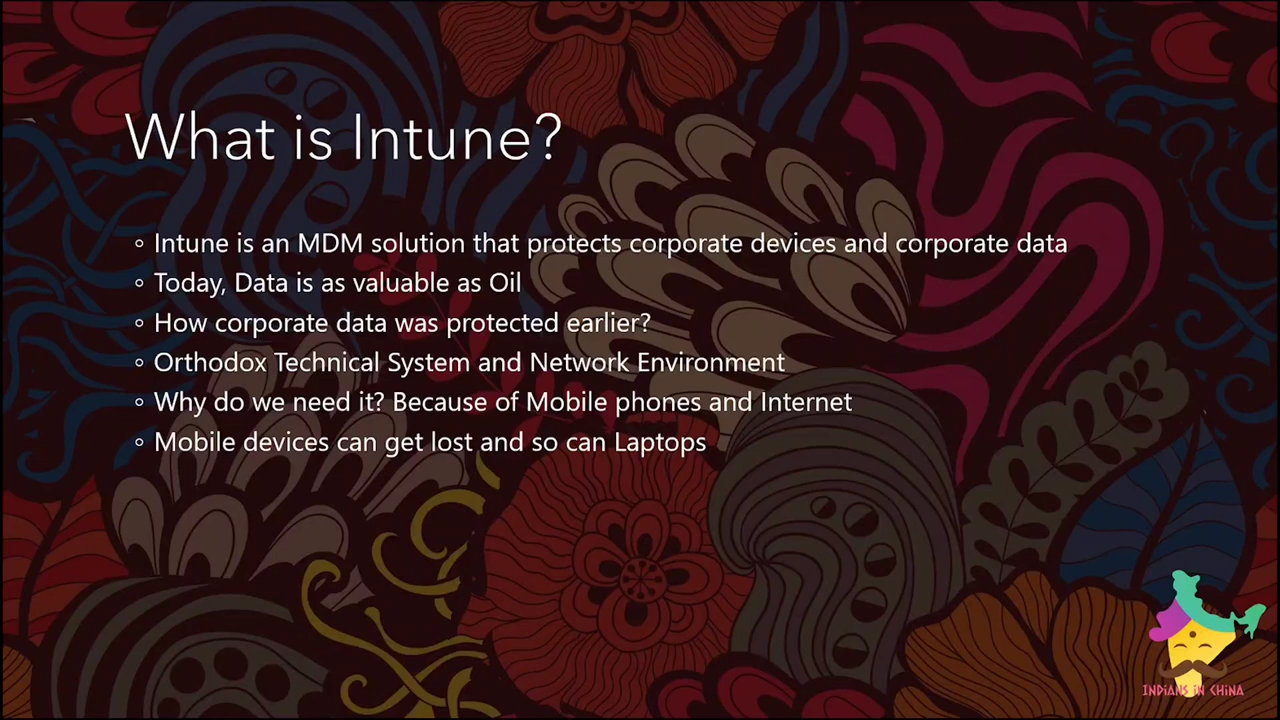 What is Intune?
Intune is an MDM solution that protects corporate devices and corporate data
Today, Data is as valuable as Oil
How corporate data was protected earlier?
Orthodox Technical System and Network Environment
Why do we need it? Because of Mobile phones and Internet
Mobile devices can get lost and so can Laptops
INDIANS IN CHINA